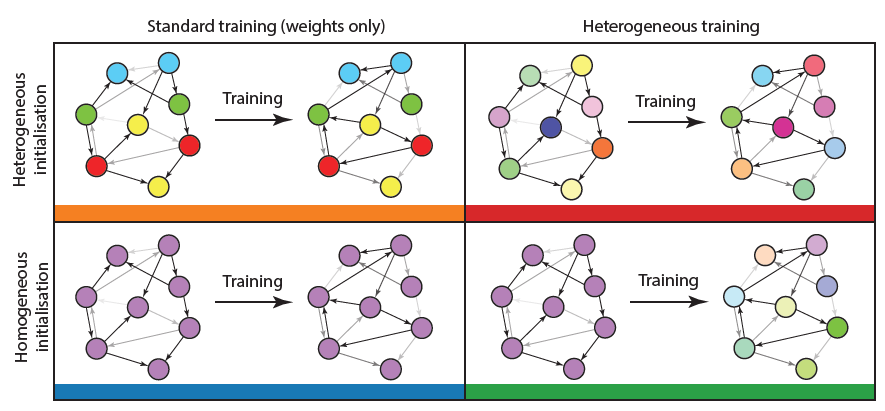 Standard training (weights only)
Heterogeneous training
Heterogeneous
initialisation
Training
Training
Homogeneous
initialisation
Training
Training